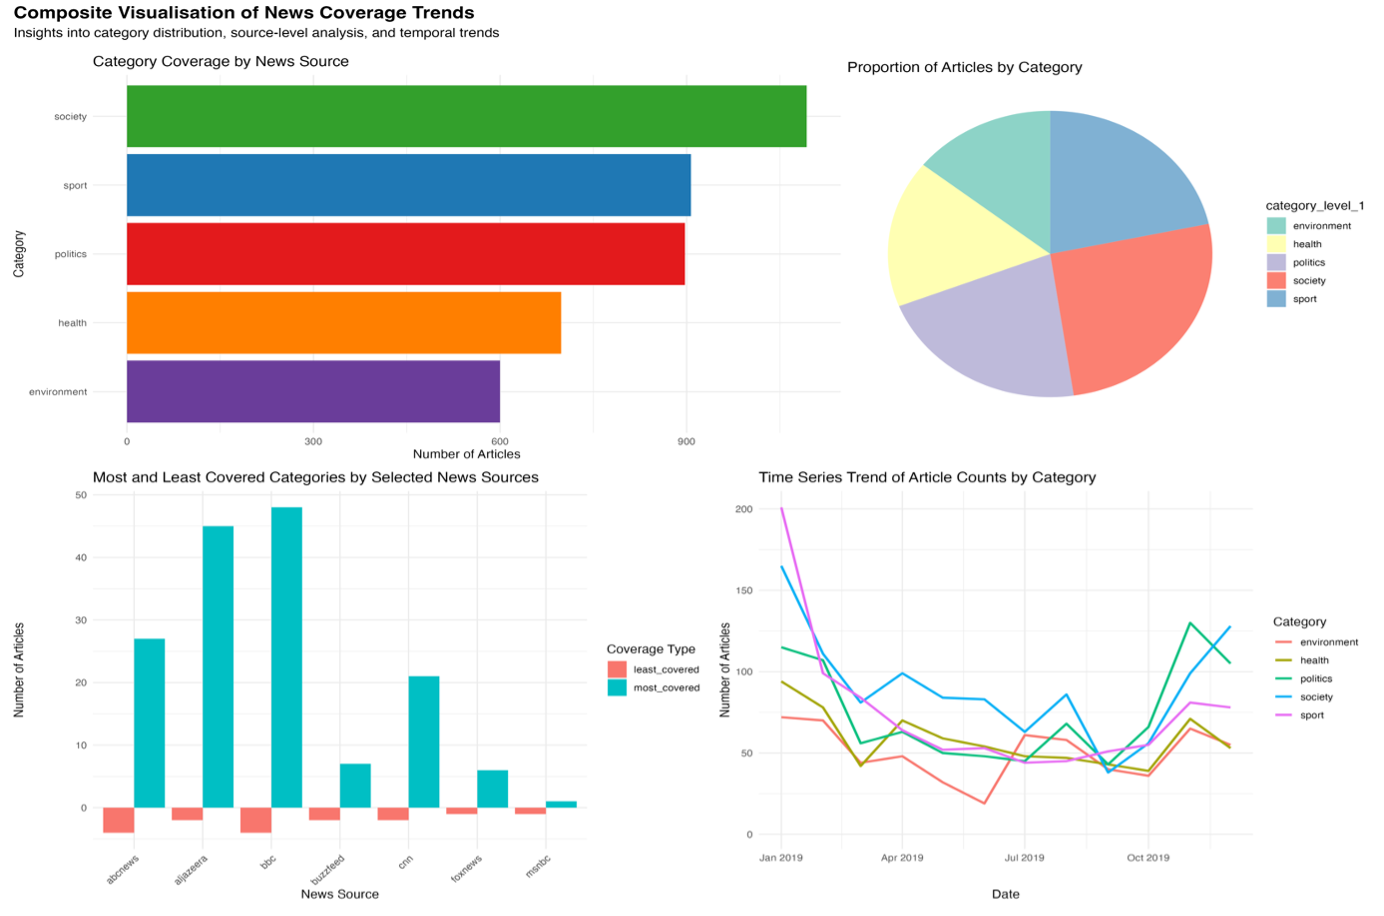 Composite Visualisation of News Coverage Trends
Insights into category distribution, source-level analysis, and temporal trends
Category Coverage by News Source
Category
society
sport
politics
health
environment
0 300 600 900
Number of Articles
Proportion of Articles by Category
category_level_1
environment
health
politics
society
sport
Most and Least Covered Categories by Selected News Sources
Number of Articles
50
40
30
20
10
0
abcnews aljazeera bbc buzzfeed cnn foxnews msnbc
News Source
Coverage Type
least_covered
most_covered
Time Series Trend of Article Counts by Category
Number of Articles
200
150
100
50
0
Jan 2019 Apr 2019 Jul 2019 Oct 2019
Date
Category
environment
health
politics
society
sport